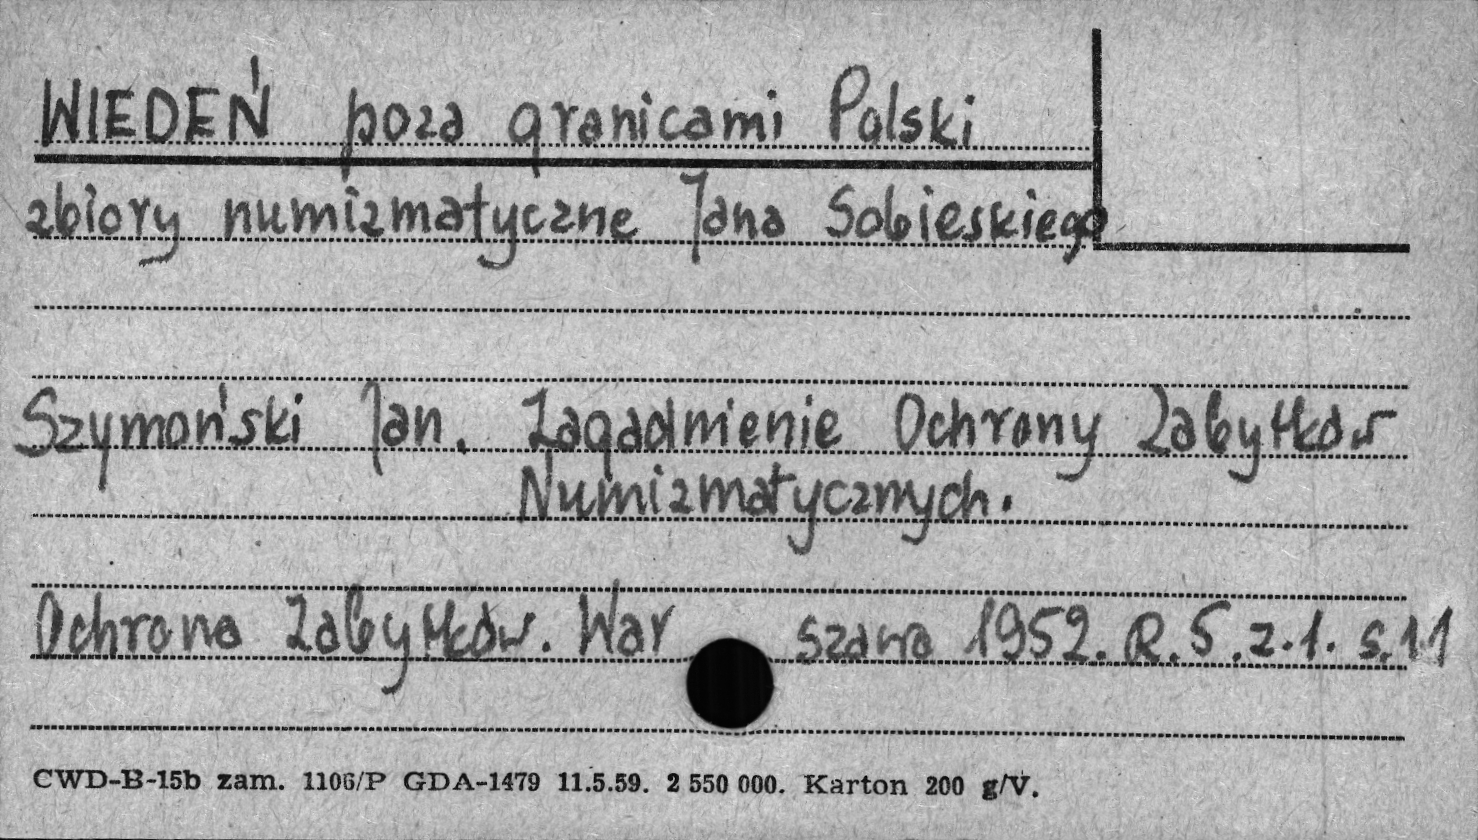 WIEDEŃ poza granicami Polski
zbiory numizmatyczne Jana Sobieskiego
Szymański Jan. Zagadnienie Ochrony Zabytków
Numizmatycznych.
Ochrona Zabytków. War szawa 1952. R.5.z.1. s.11
CWD-B-15b zam. 1106/P GDA-1479 11.5.59. 2 550 000. Karton 200 g/V.